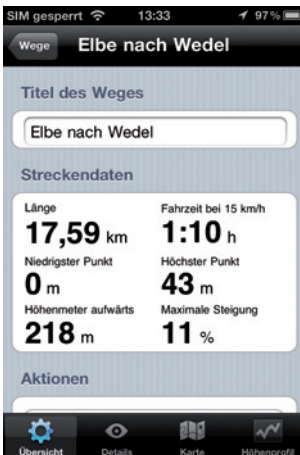 SIM gesperrt 13:33 97%
Wege Elbe nach Wedel
Titel des Weges
Elbe nach Wedel
Streckendaten
Länge Fahrzeit bei 15 km/h
17,59 km 1:10 h
Niedrigster Punkt Höchster Punkt
0 m 43 m
Höhenmeter aufwärts Maximale Steigung
218 m 11 %
Aktionen
Übersicht Details Karte Höhenprofil